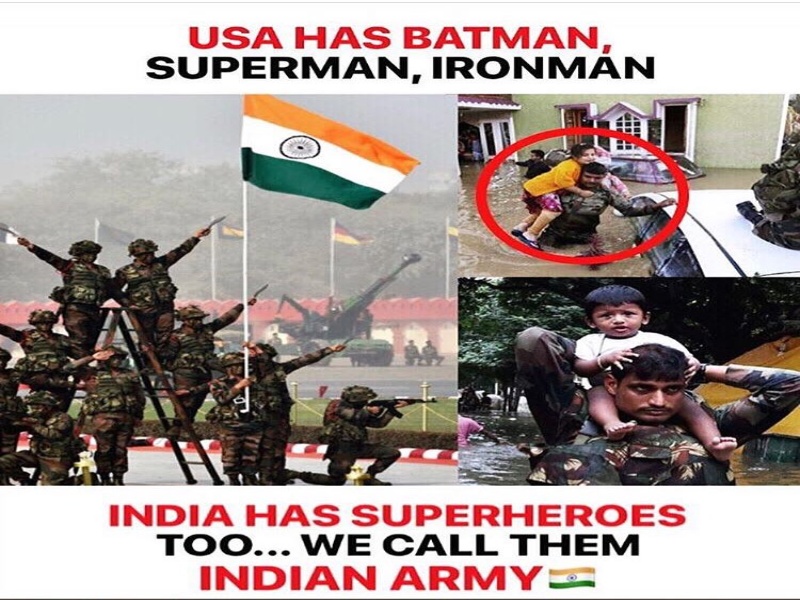 USA HAS BATMAN,
SUPERMAN, IRONMAN
INDIA HAS SUPERHEROES
TOO... WE CALL THEM
INDIAN ARMY🇮🇳